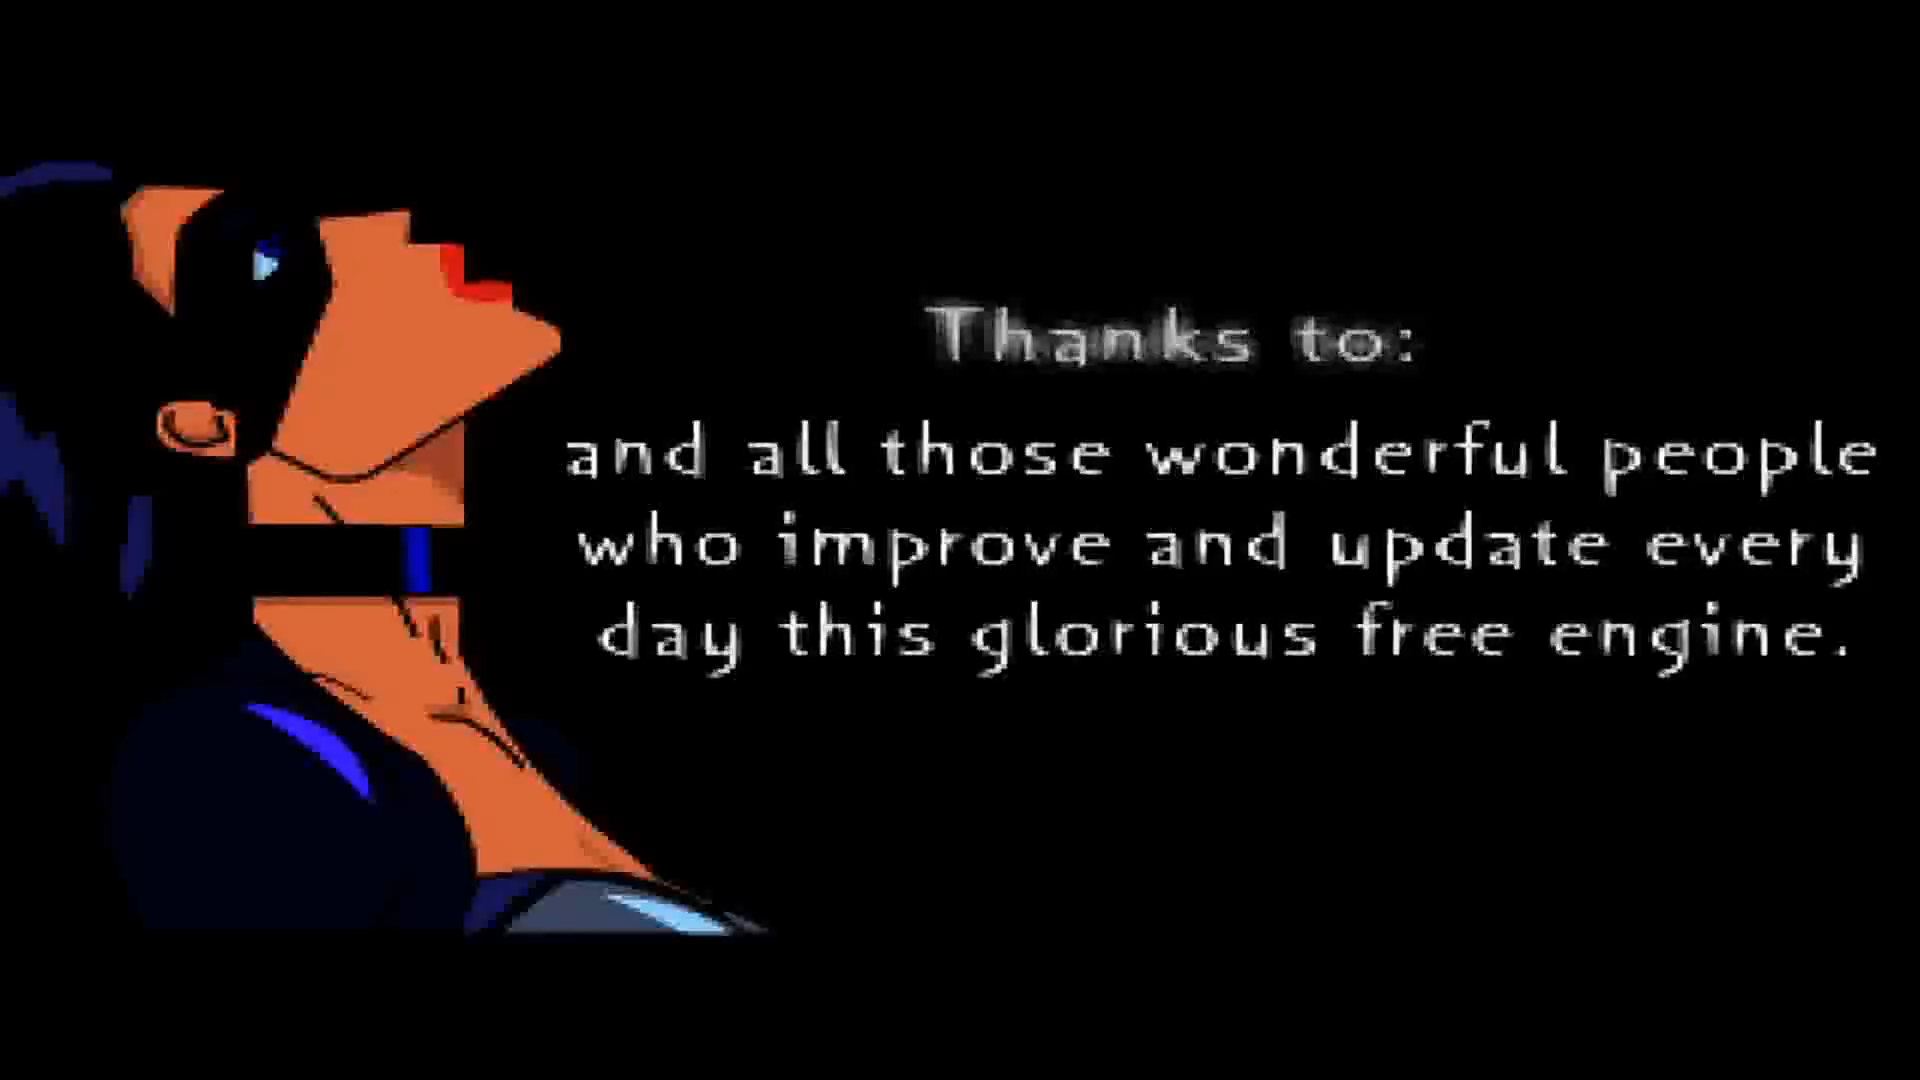 Thanks to:
and all those wonderful people
who improve and update every
day this glorious free engine.